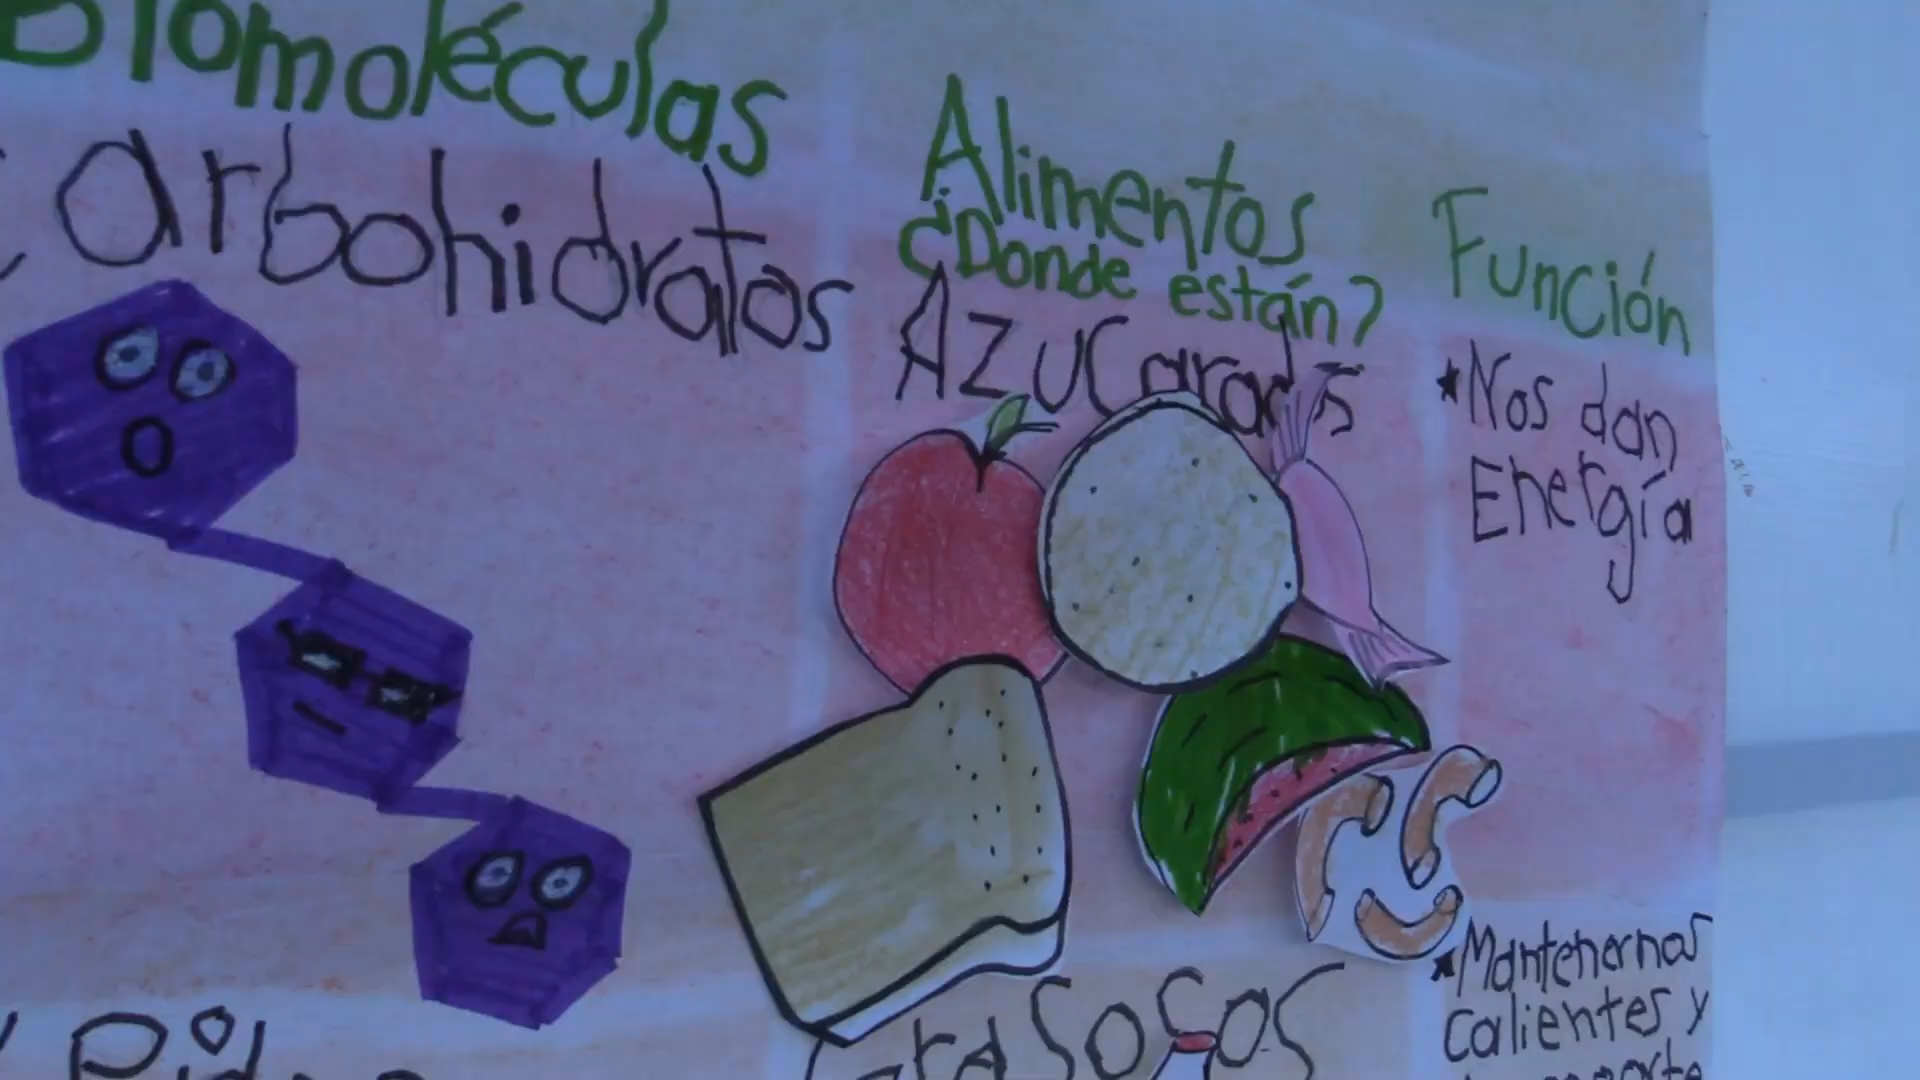 Biomoléculas
Alimentos
¿Donde están?
Función
Carbohidratos
Azucarados
*Nos dan
Energía
Grasosos
*Mantenernos
calientes y